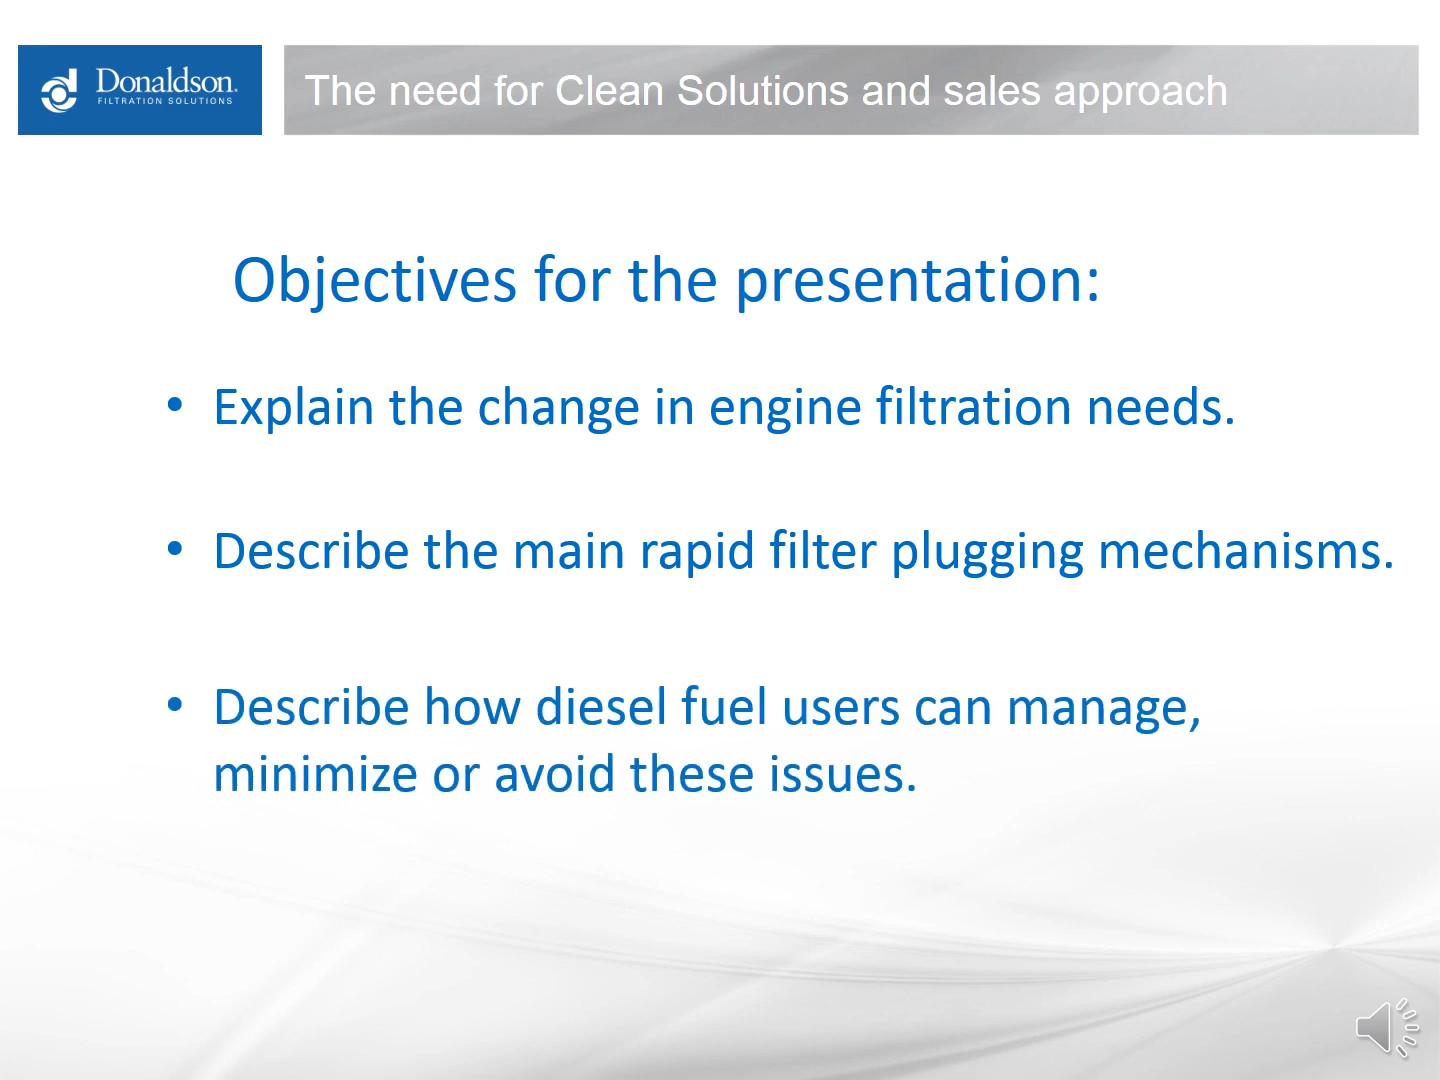 Donaldson.
FILTRATION SOLUTIONS
The need for Clean Solutions and sales approach
Objectives for the presentation:
• Explain the change in engine filtration needs.
• Describe the main rapid filter plugging mechanisms.
• Describe how diesel fuel users can manage,
minimize or avoid these issues.